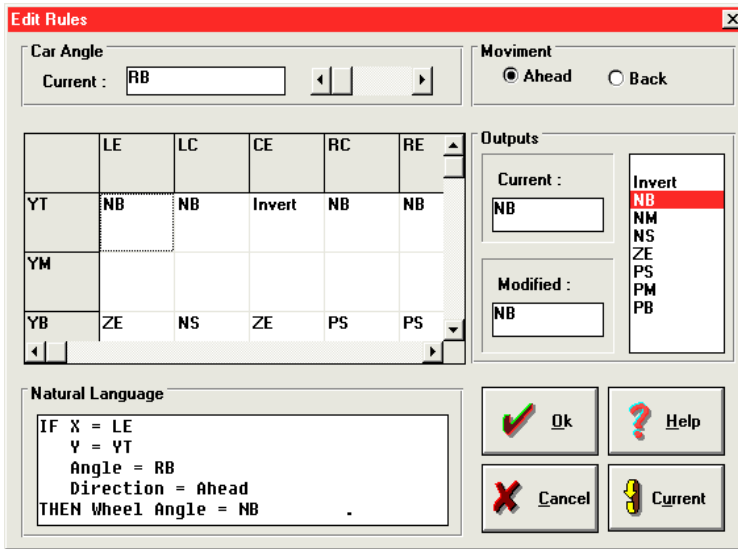 Edit Rules
Car Angle
Current :
RB
Moviment
Ahead
Back
LE LC CE RC RE
YT NB NB Invert NB NB
YM
YB ZE NS ZE PS PS
Outputs
Current :
NB
Modified :
NB
Invert
NB
NM
NS
ZE
PS
PM
PB
Natural Language
IF X = LE
Y = YT
Angle = RB
Direction = Ahead
THEN Wheel Angle = NB .
Ok
Help
Cancel
Current